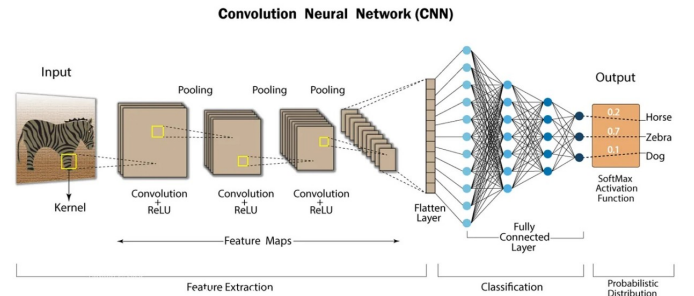 Convolution Neural Network (CNN)
Input
Pooling
Pooling
Pooling
Output
0.2
Horse
0.7
Zebra
0.1
Dog
SoftMax
Activation
Function
Kernel
Convolution
+
ReLU
Convolution
+
ReLU
Convolution
+
ReLU
Flatten
Layer
Fully
Connected
Layer
Feature Maps
Feature Extraction
Classification
Probabilistic
Distribution